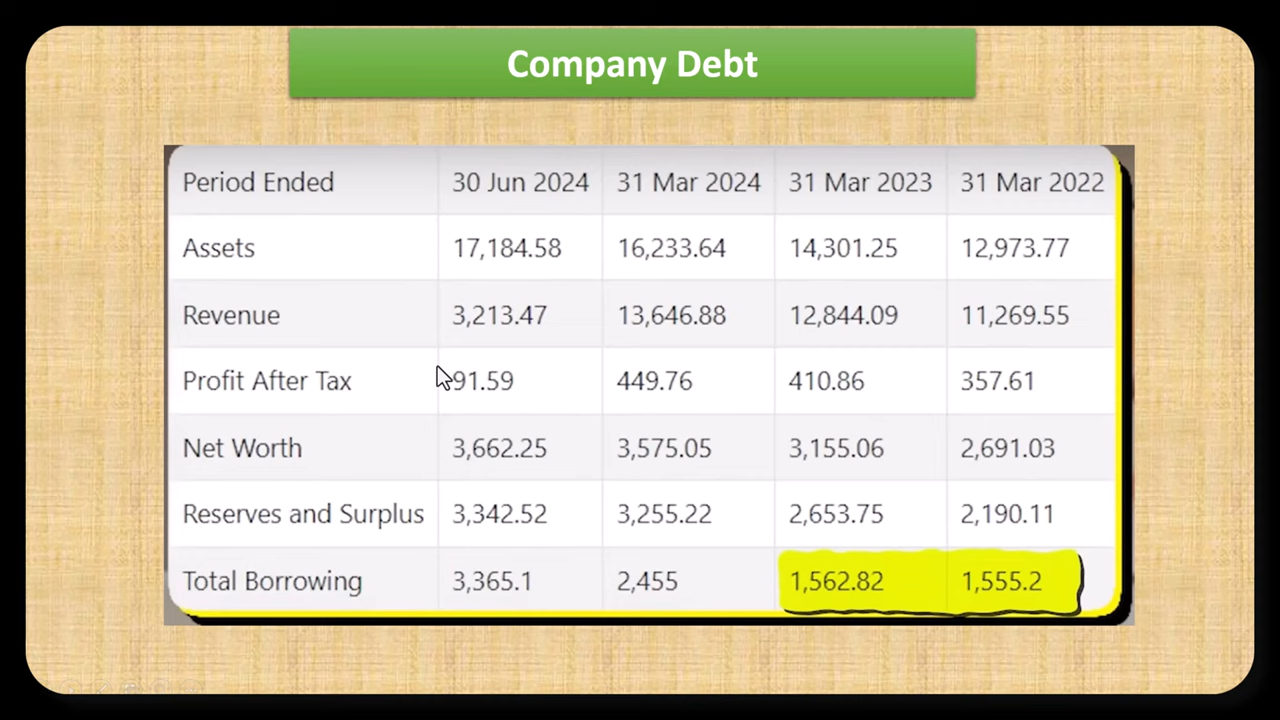 Company Debt
Period Ended 30 Jun 2024 31 Mar 2024 31 Mar 2023 31 Mar 2022
Assets 17,184.58 16,233.64 14,301.25 12,973.77
Revenue 3,213.47 13,646.88 12,844.09 11,269.55
Profit After Tax 91.59 449.76 410.86 357.61
Net Worth 3,662.25 3,575.05 3,155.06 2,691.03
Reserves and Surplus 3,342.52 3,255.22 2,653.75 2,190.11
Total Borrowing 3,365.1 2,455 1,562.82 1,555.2